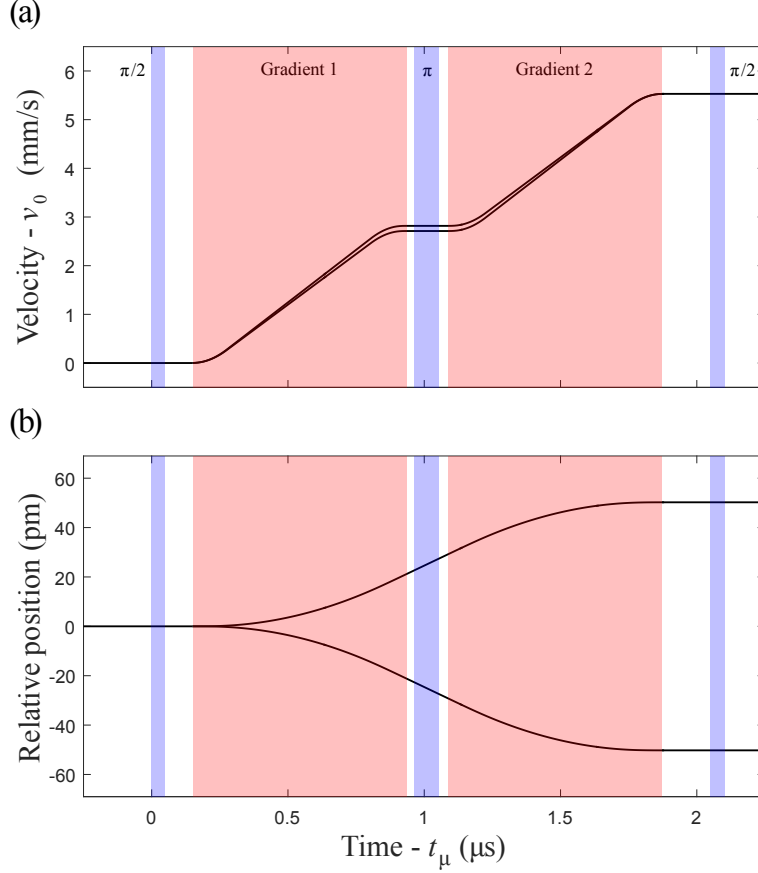 (a)
Velocity - v₀ (mm/s)
6
5
4
3
2
1
0
π/2
Gradient 1
π
Gradient 2
π/2
(b)
Relative position (pm)
60
40
20
0
-20
-40
-60
0
0.5
1
1.5
2
Time - tμ (μs)